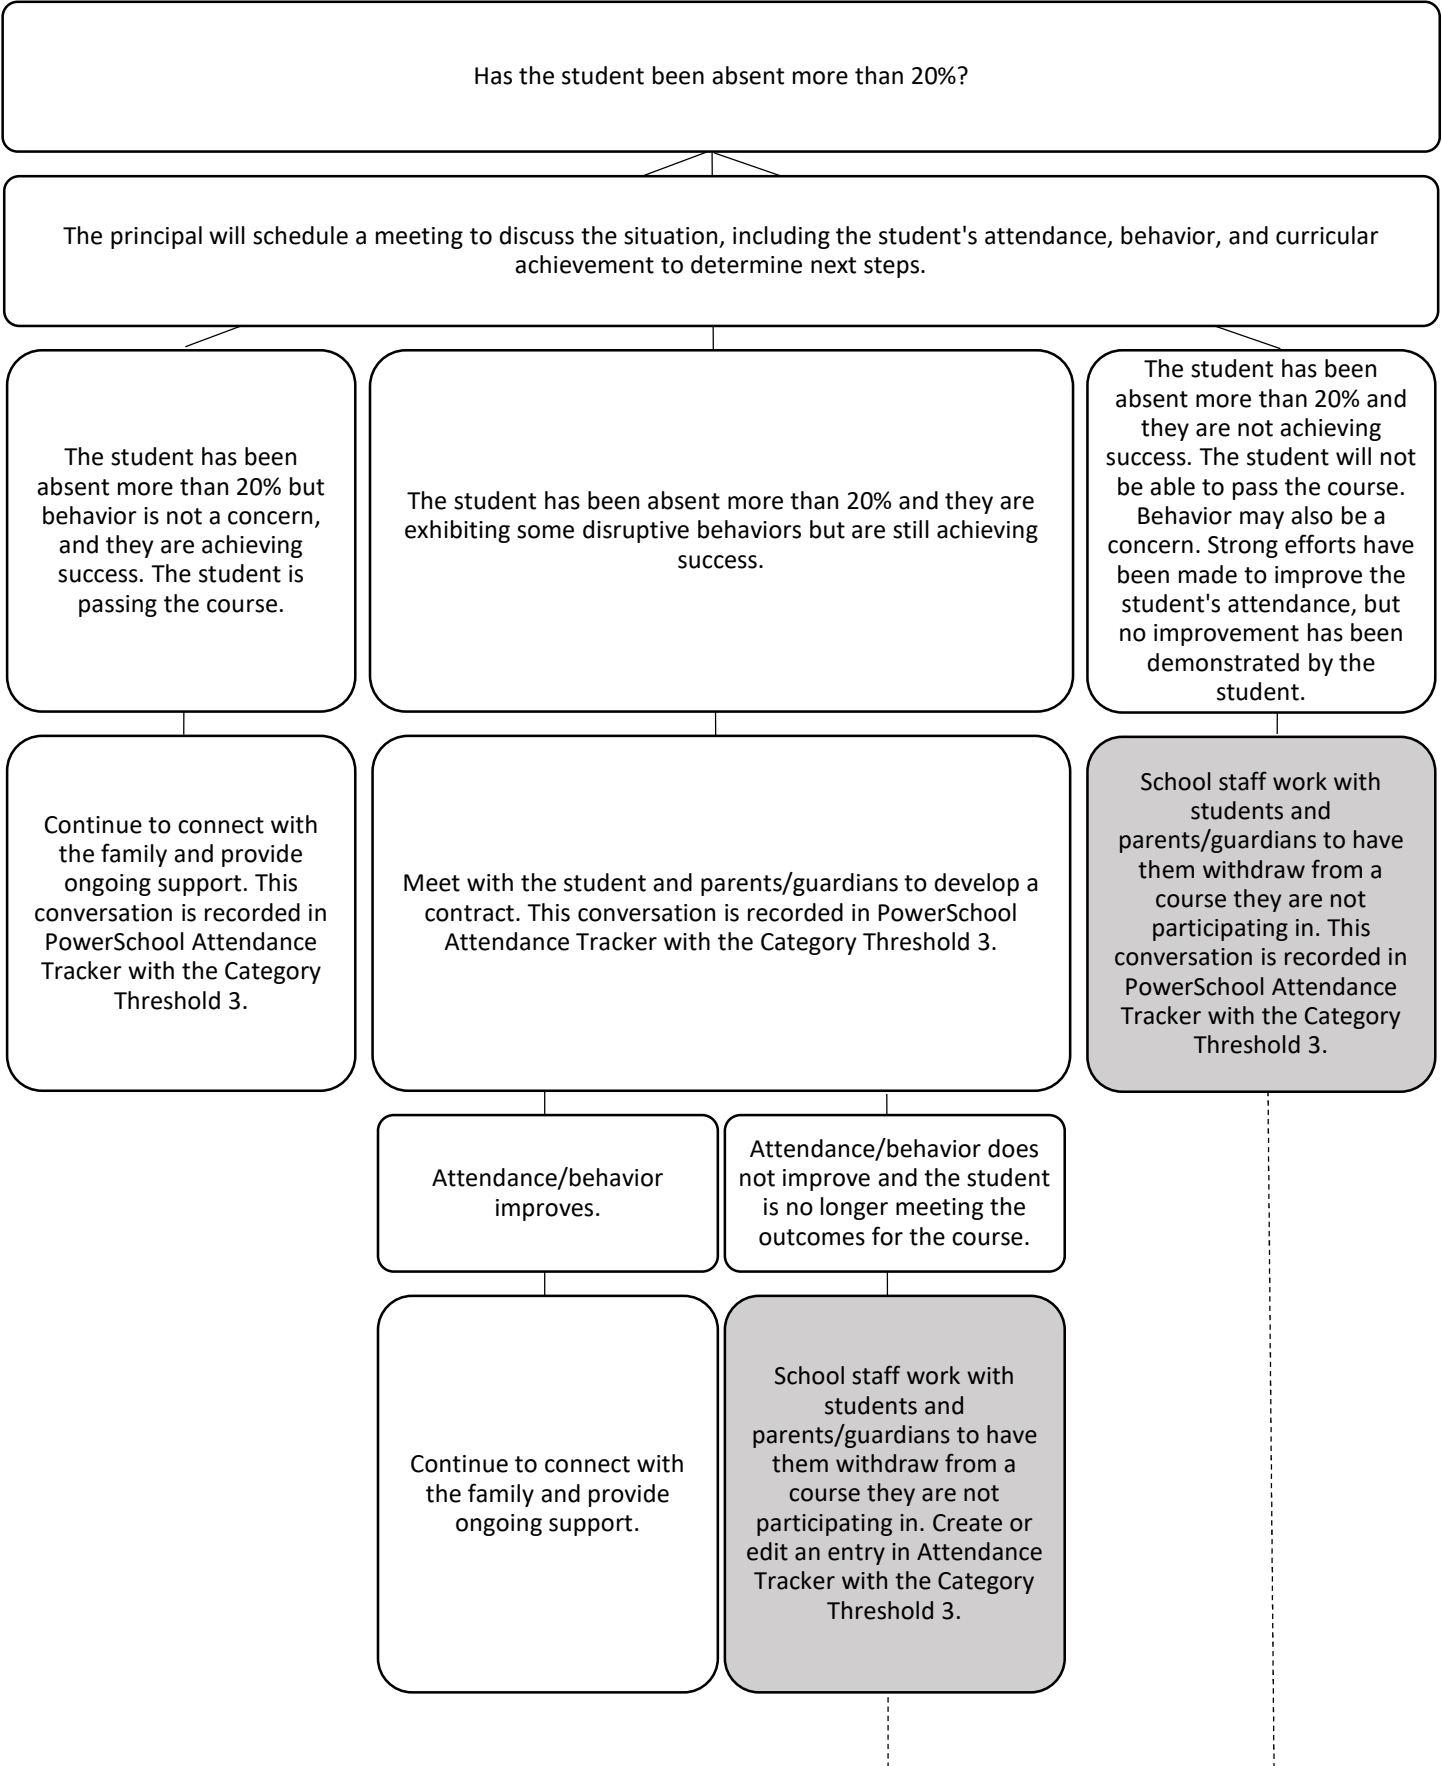 Has the student been absent more than 20%?
The principal will schedule a meeting to discuss the situation, including the student's attendance, behavior, and curricular
achievement to determine next steps.
The student has been
absent more than 20% but
behavior is not a concern,
and they are achieving
success. The student is
passing the course.
The student has been absent more than 20% and they are
exhibiting some disruptive behaviors but are still achieving
success.
The student has been
absent more than 20% and
they are not achieving
success. The student will not
be able to pass the course.
Behavior may also be a
concern. Strong efforts have
been made to improve the
student's attendance, but
no improvement has been
demonstrated by the
student.
Continue to connect with
the family and provide
ongoing support. This
conversation is recorded in
PowerSchool Attendance
Tracker with the Category
Threshold 3.
Meet with the student and parents/guardians to develop a
contract. This conversation is recorded in PowerSchool
Attendance Tracker with the Category Threshold 3.
School staff work with
students and
parents/guardians to have
them withdraw from a
course they are not
participating in. This
conversation is recorded in
PowerSchool Attendance
Tracker with the Category
Threshold 3.
Attendance/behavior
improves.
Attendance/behavior does
not improve and the student
is no longer meeting the
outcomes for the course.
Continue to connect with
the family and provide
ongoing support.
School staff work with
students and
parents/guardians to have
them withdraw from a
course they are not
participating in. Create or
edit an entry in Attendance
Tracker with the Category
Threshold 3.